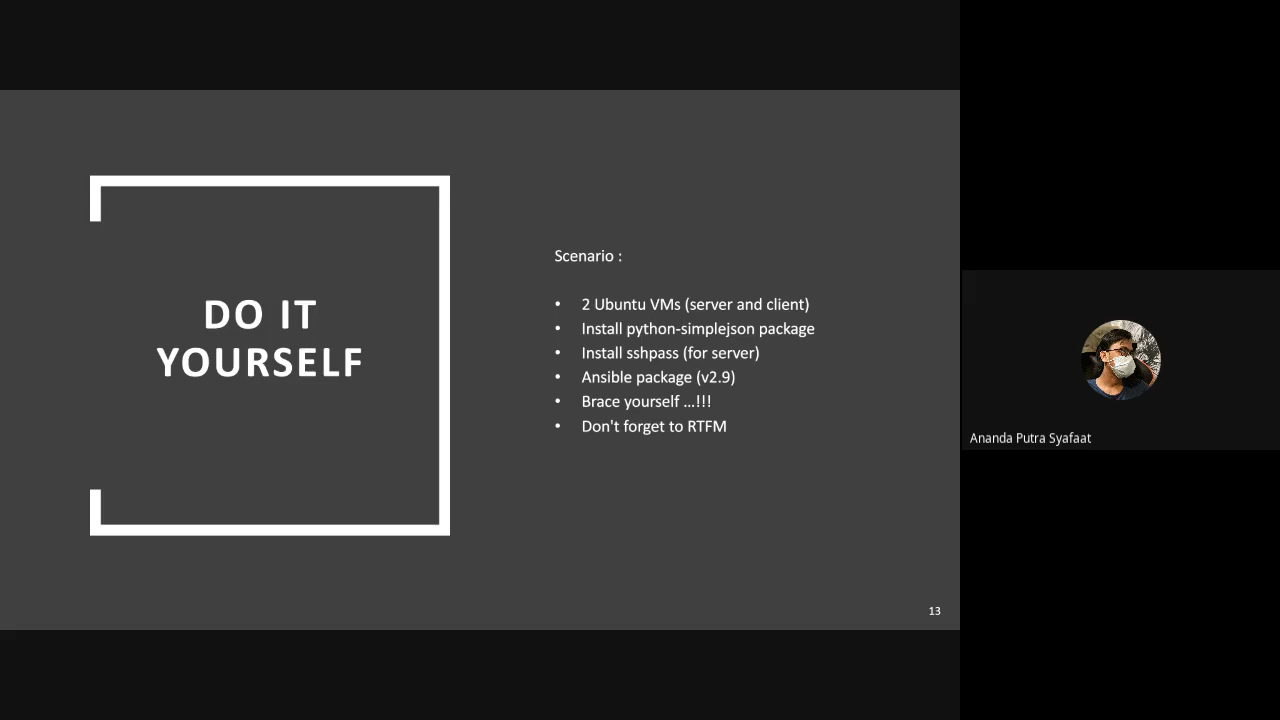 DO IT
YOURSELF
Scenario :
• 2 Ubuntu VMs (server and client)
• Install python-simplejson package
• Install sshpass (for server)
• Ansible package (v2.9)
• Brace yourself ...!!!
• Don't forget to RTFM
13
Ananda Putra Syafaat